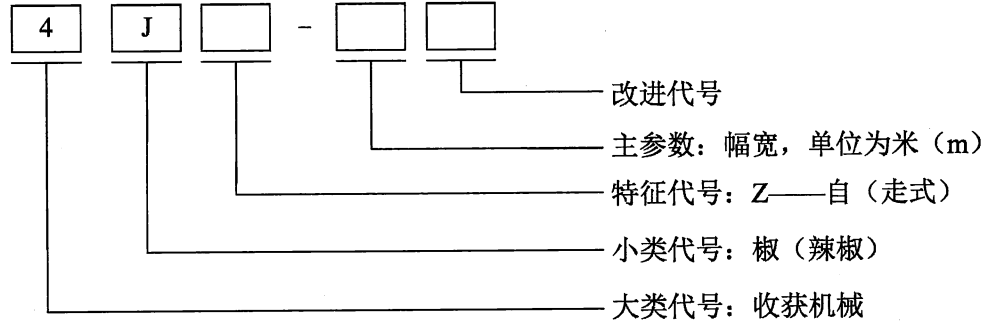 4 J -
改进代号
主参数：幅宽，单位为米（m）
特征代号：Z——自（走式）
小类代号：椒（辣椒）
大类代号：收获机械